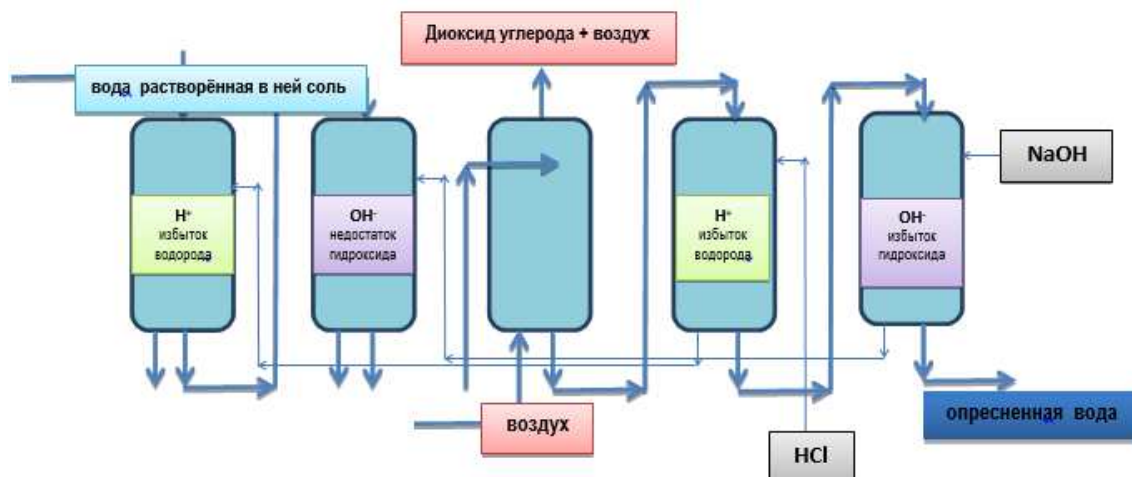 Диоксид углерода + воздух
вода растворённая в ней соль
H⁺
избыток
водорода
OH⁻
недостаток
гидроксида
H⁺
избыток
водорода
OH⁻
избыток
гидроксида
NaOH
воздух
HCl
опресненная вода